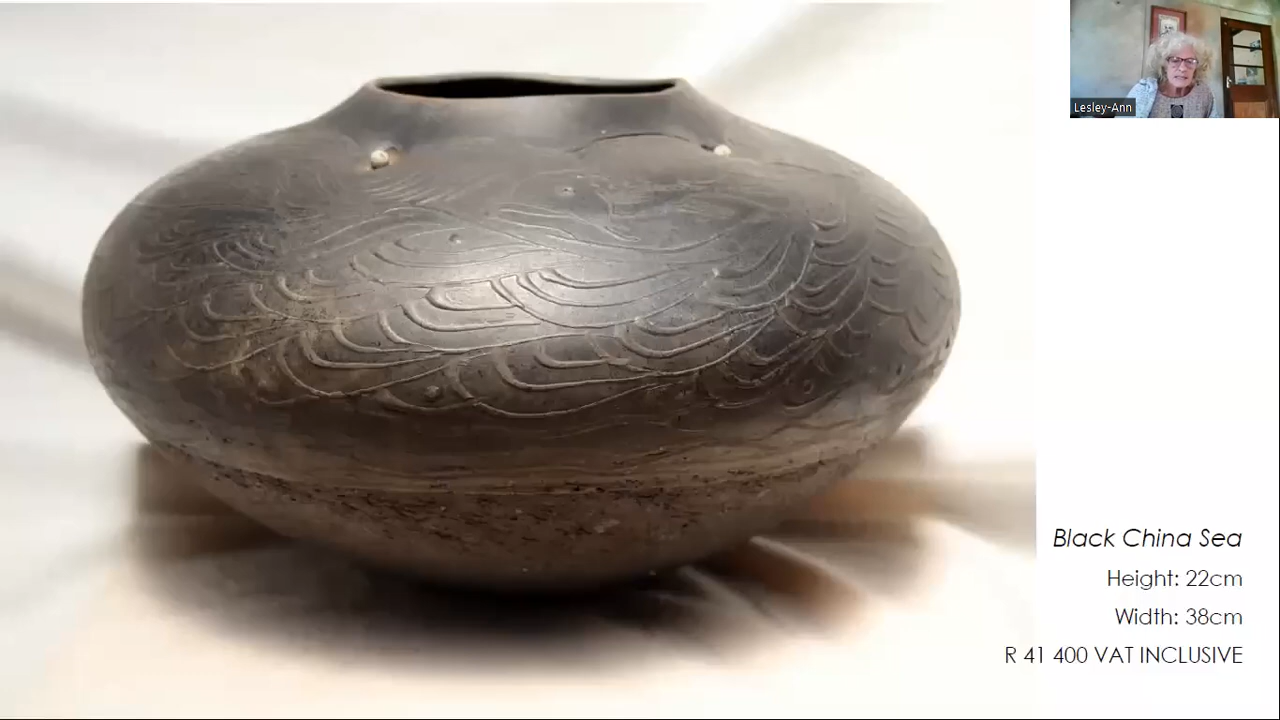 Lesley-Ann
Black China Sea
Height: 22cm
Width: 38cm
R 41 400 VAT INCLUSIVE